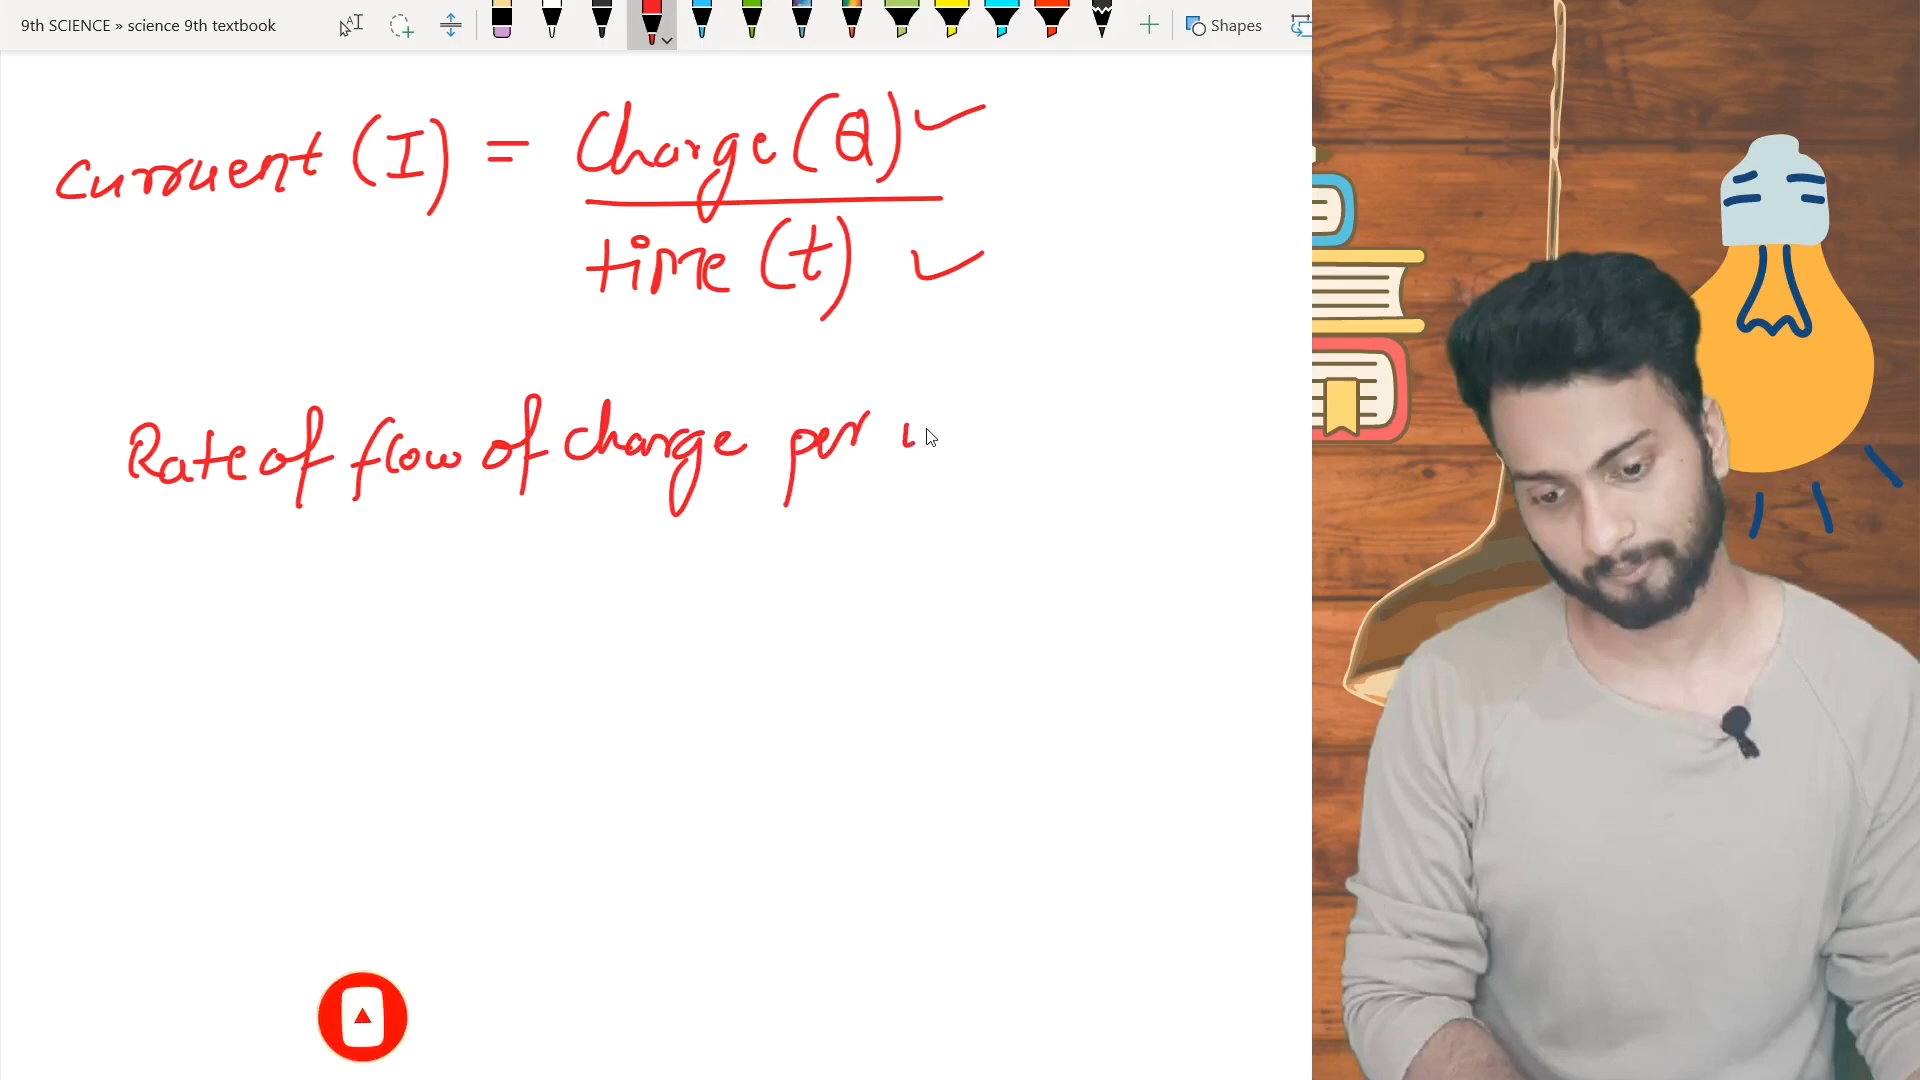 9th SCIENCE » science 9th textbook
Shapes
Current (I) = Charge (Q)
time (t)
Rate of flow of charge per